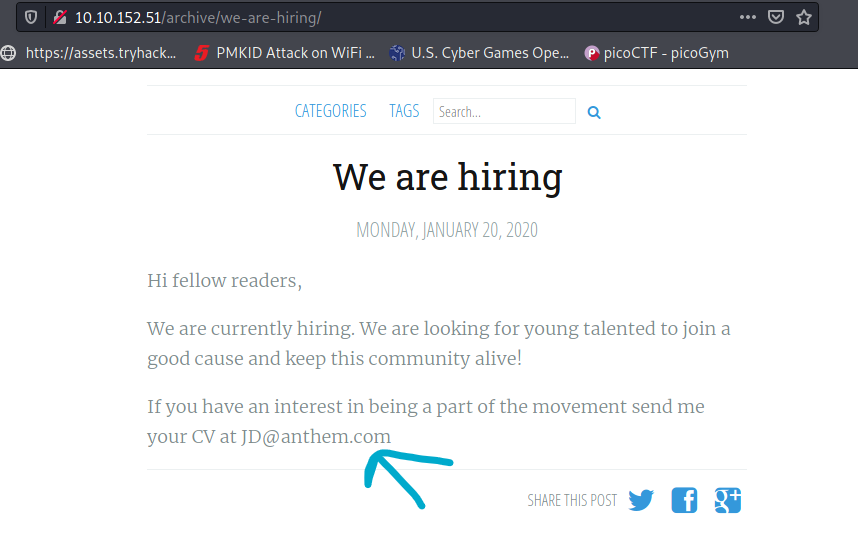 10.10.152.51/archive/we-are-hiring/
https://assets.tryhack... PMKID Attack on WiFi ... U.S. Cyber Games Ope... picoCTF - picoGym
CATEGORIES TAGS Search...
We are hiring
MONDAY, JANUARY 20, 2020
Hi fellow readers,
We are currently hiring. We are looking for young talented to join a
good cause and keep this community alive!
If you have an interest in being a part of the movement send me
your CV at JD@anthem.com
SHARE THIS POST